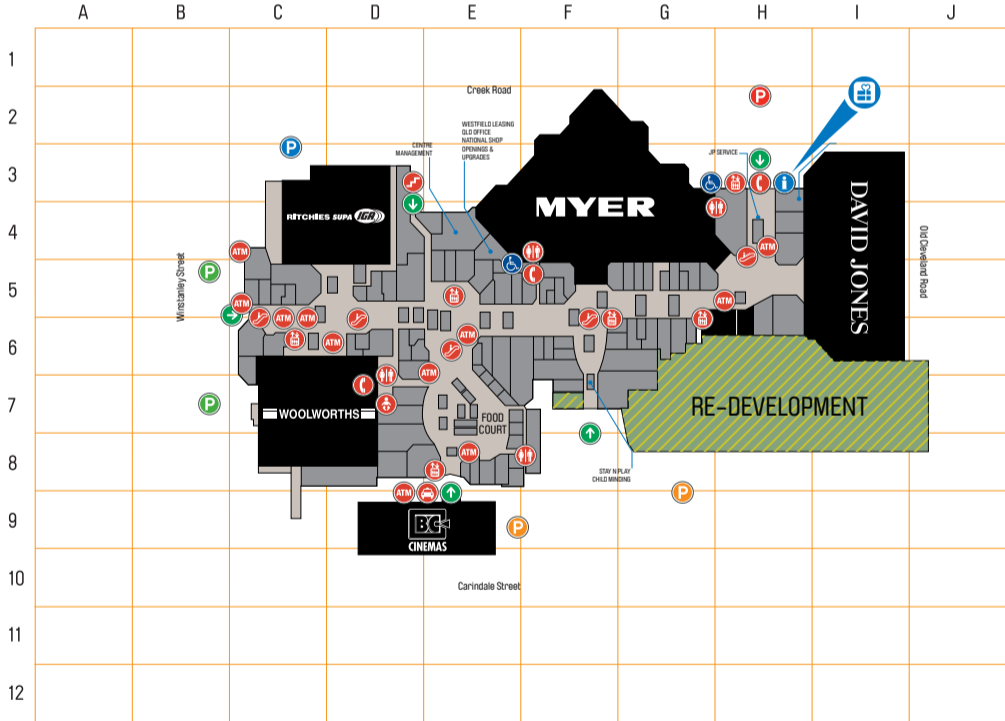 A B C D E F G H I J
1
Creek Road
2
P
WESTFIELD LEASING
QLD OFFICE
NATIONAL SHOP
OPENINGS &
UPGRADES
CENTRE
MANAGEMENT
P
JP SERVICE
3
i
RITCHIES SUPA IGA
MYER
DAVID JONES
4
ATM
ATM
Old Cleveland Road
P
Winstanley Street
5
ATM
ATM
ATM
ATM
6
ATM
ATM
ATM
7
P
WOOLWORTHS
FOOD
COURT
RE-DEVELOPMENT
8
ATM
STAY N PLAY
CHILD MINDING
ATM
P
9
BCC
CINEMAS
P
10
Carindale Street
11
12